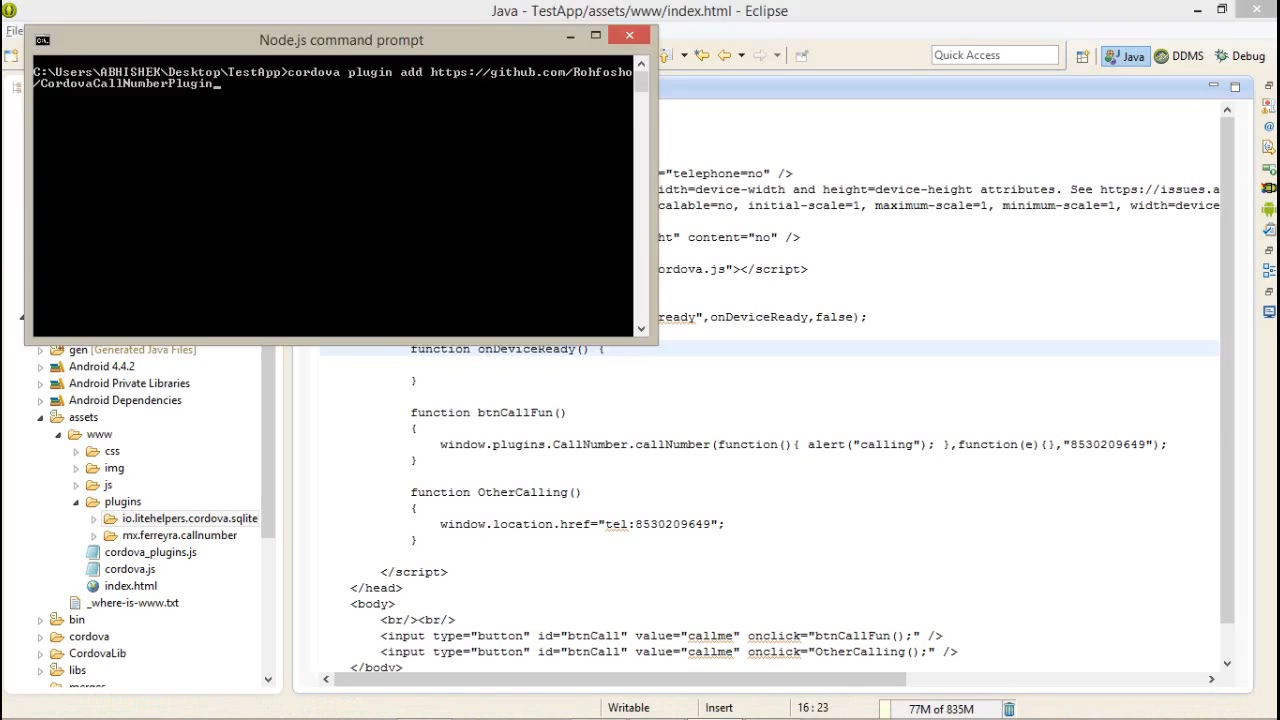 Java - TestApp/assets/www/index.html - Eclipse
File
Node.js command prompt
C:\Users\ABHISHEK\Desktop\TestApp>cordova plugin add https://github.com/Rohfosho
/CordovaCallNumberPlugin_
Quick Access
Java
DDMS
Debug
="telephone=no" />
idth=device-width and height=device-height attributes. See https://issues.a
calable=no, initial-scale=1, maximum-scale=1, minimum-scale=1, width=device
ht" content="no" />
ordova.js"></script>
ready",onDeviceReady,false);
function onDeviceReady() {
}
function btnCallFun()
{
window.plugins.CallNumber.callNumber(function(){ alert("calling"); },function(e){},"8530209649");
}
function OtherCalling()
{
window.location.href="tel:8530209649";
}
</script>
</head>
<body>
<br/><br/>
<input type="button" id="btnCall" value="callme" onclick="btnCallFun();" />
<input type="button" id="btnCall" value="callme" onclick="OtherCalling();" />
</body>
gen [Generated Java Files]
Android 4.4.2
Android Private Libraries
Android Dependencies
assets
www
css
img
js
plugins
io.litehelpers.cordova.sqlite
mx.ferreyra.callnumber
cordova_plugins.js
cordova.js
index.html
_where-is-www.txt
bin
cordova
CordovaLib
libs
merges
Writable
Insert
16 : 23
77M of 835M